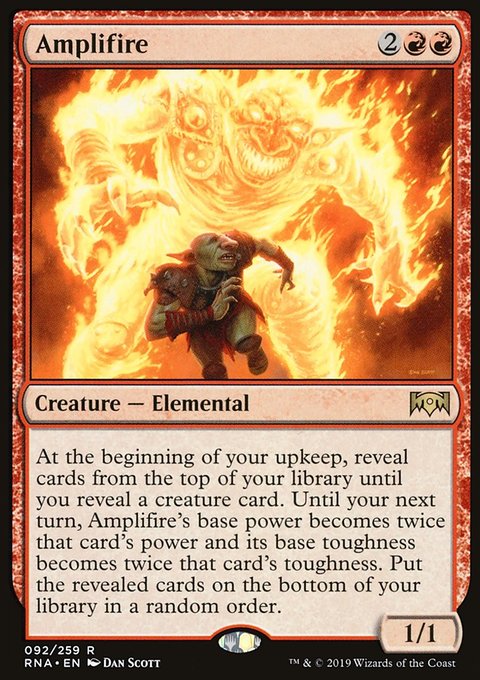 Amplifire 2
Creature — Elemental
At the beginning of your upkeep, reveal
cards from the top of your library until
you reveal a creature card. Until your next
turn, Amplifire's base power becomes twice
that card's power and its base toughness
becomes twice that card's toughness. Put
the revealed cards on the bottom of your
library in a random order.
1/1
092/259 R
RNA • EN Dan Scott
™ & © 2019 Wizards of the Coast